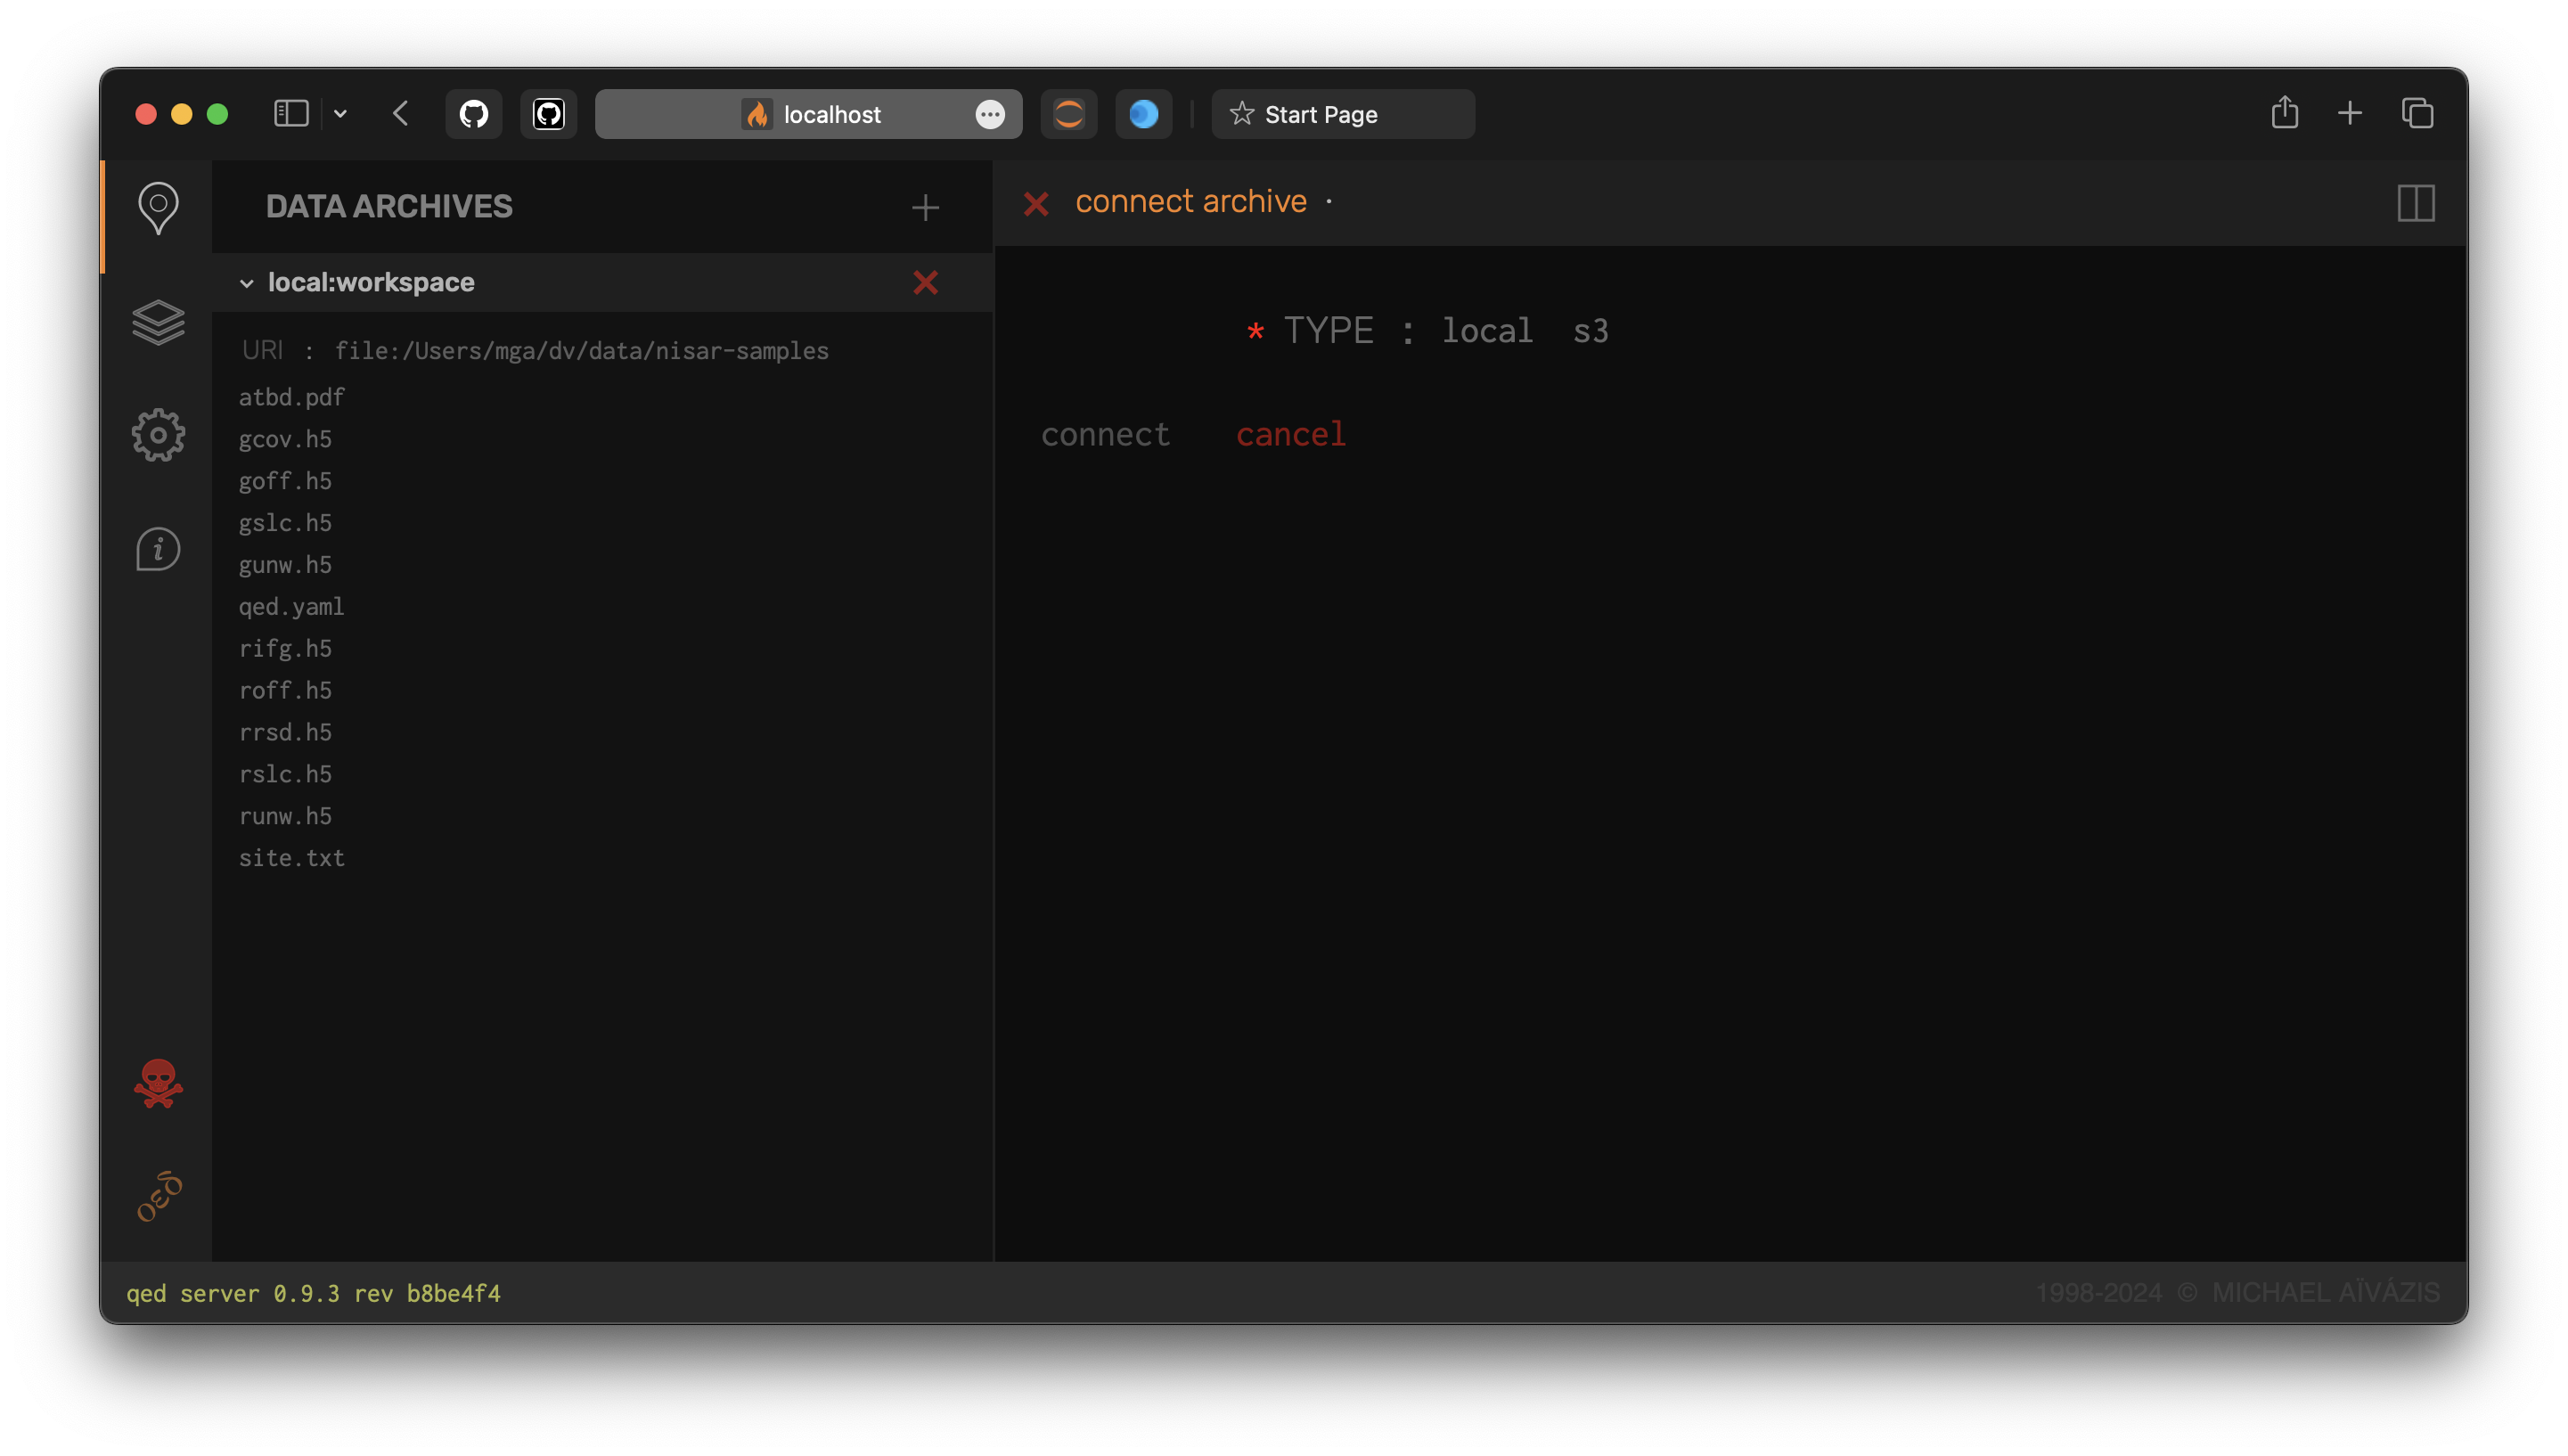 localhost
Start Page
DATA ARCHIVES
connect archive ·
local:workspace
URI : file:/Users/mga/dv/data/nisar-samples
atbd.pdf
gcov.h5
goff.h5
gslc.h5
gunw.h5
qed.yaml
rifg.h5
roff.h5
rrsd.h5
rslc.h5
runw.h5
site.txt
* TYPE : local s3
connect cancel
οεδ
qed server 0.9.3 rev b8be4f4
1998-2024 © MICHAEL AÏVÁZIS